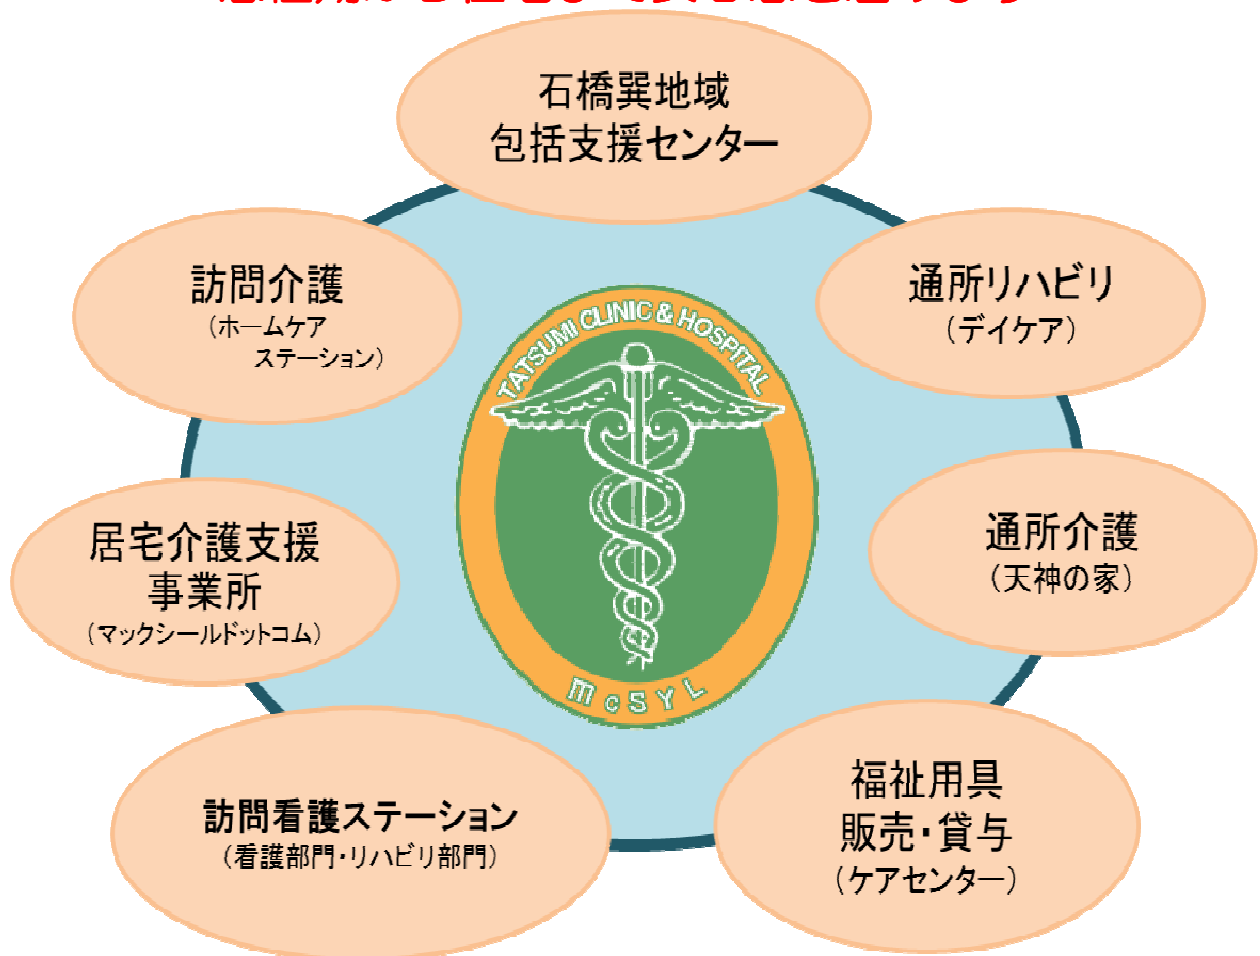 石橋巽地域
包括支援センター
訪問介護
（ホームケア
ステーション）
通所リハビリ
（デイケア）
TATSUMI CLINIC & HOSPITAL
McSYL
居宅介護支援
事業所
（マックシールドットコム）
通所介護
（天神の家）
訪問看護ステーション
（看護部門・リハビリ部門）
福祉用具
販売・貸与
（ケアセンター）